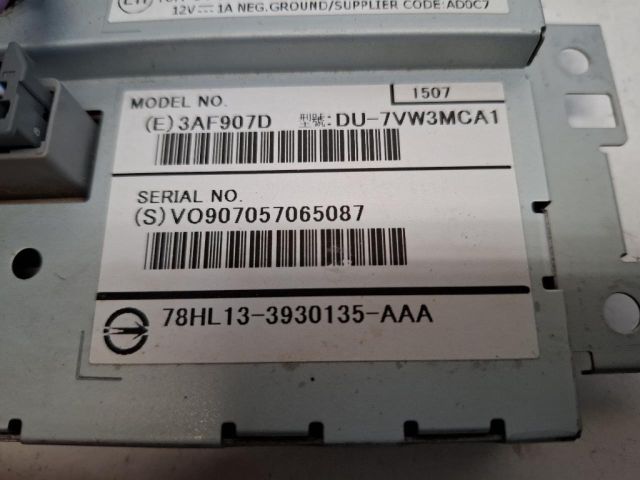 12V⎓1A NEG.GROUND/SUPPLIER CODE:AD0C7
MODEL NO.
1507
(E)3AF907D 型號:DU-7VW3MCA1
SERIAL NO.
(S)VO907057065087
78HL13-3930135-AAA